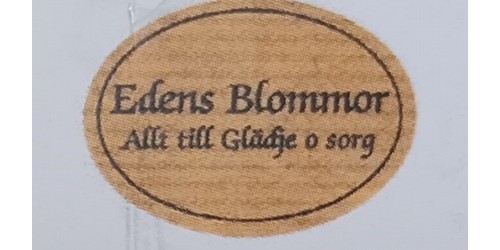 Edens Blommor
Allt till Glädje o sorg